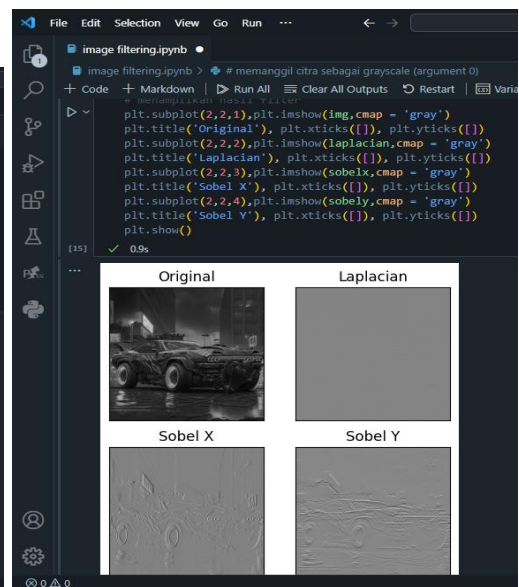 File Edit Selection View Go Run ···
image filtering.ipynb
image filtering.ipynb > # memanggil citra sebagai grayscale (argument 0)
+ Code + Markdown | Run All Clear All Outputs Restart | Varia
# menampilkan hasil filter
plt.subplot(2,2,1),plt.imshow(img,cmap = 'gray')
plt.title('Original'), plt.xticks([]), plt.yticks([])
plt.subplot(2,2,2),plt.imshow(laplacian,cmap = 'gray')
plt.title('Laplacian'), plt.xticks([]), plt.yticks([])
plt.subplot(2,2,3),plt.imshow(sobelx,cmap = 'gray')
plt.title('Sobel X'), plt.xticks([]), plt.yticks([])
plt.subplot(2,2,4),plt.imshow(sobely,cmap = 'gray')
plt.title('Sobel Y'), plt.xticks([]), plt.yticks([])
plt.show()
[15] ✓ 0.9s
Original Laplacian
Sobel X Sobel Y
0 0